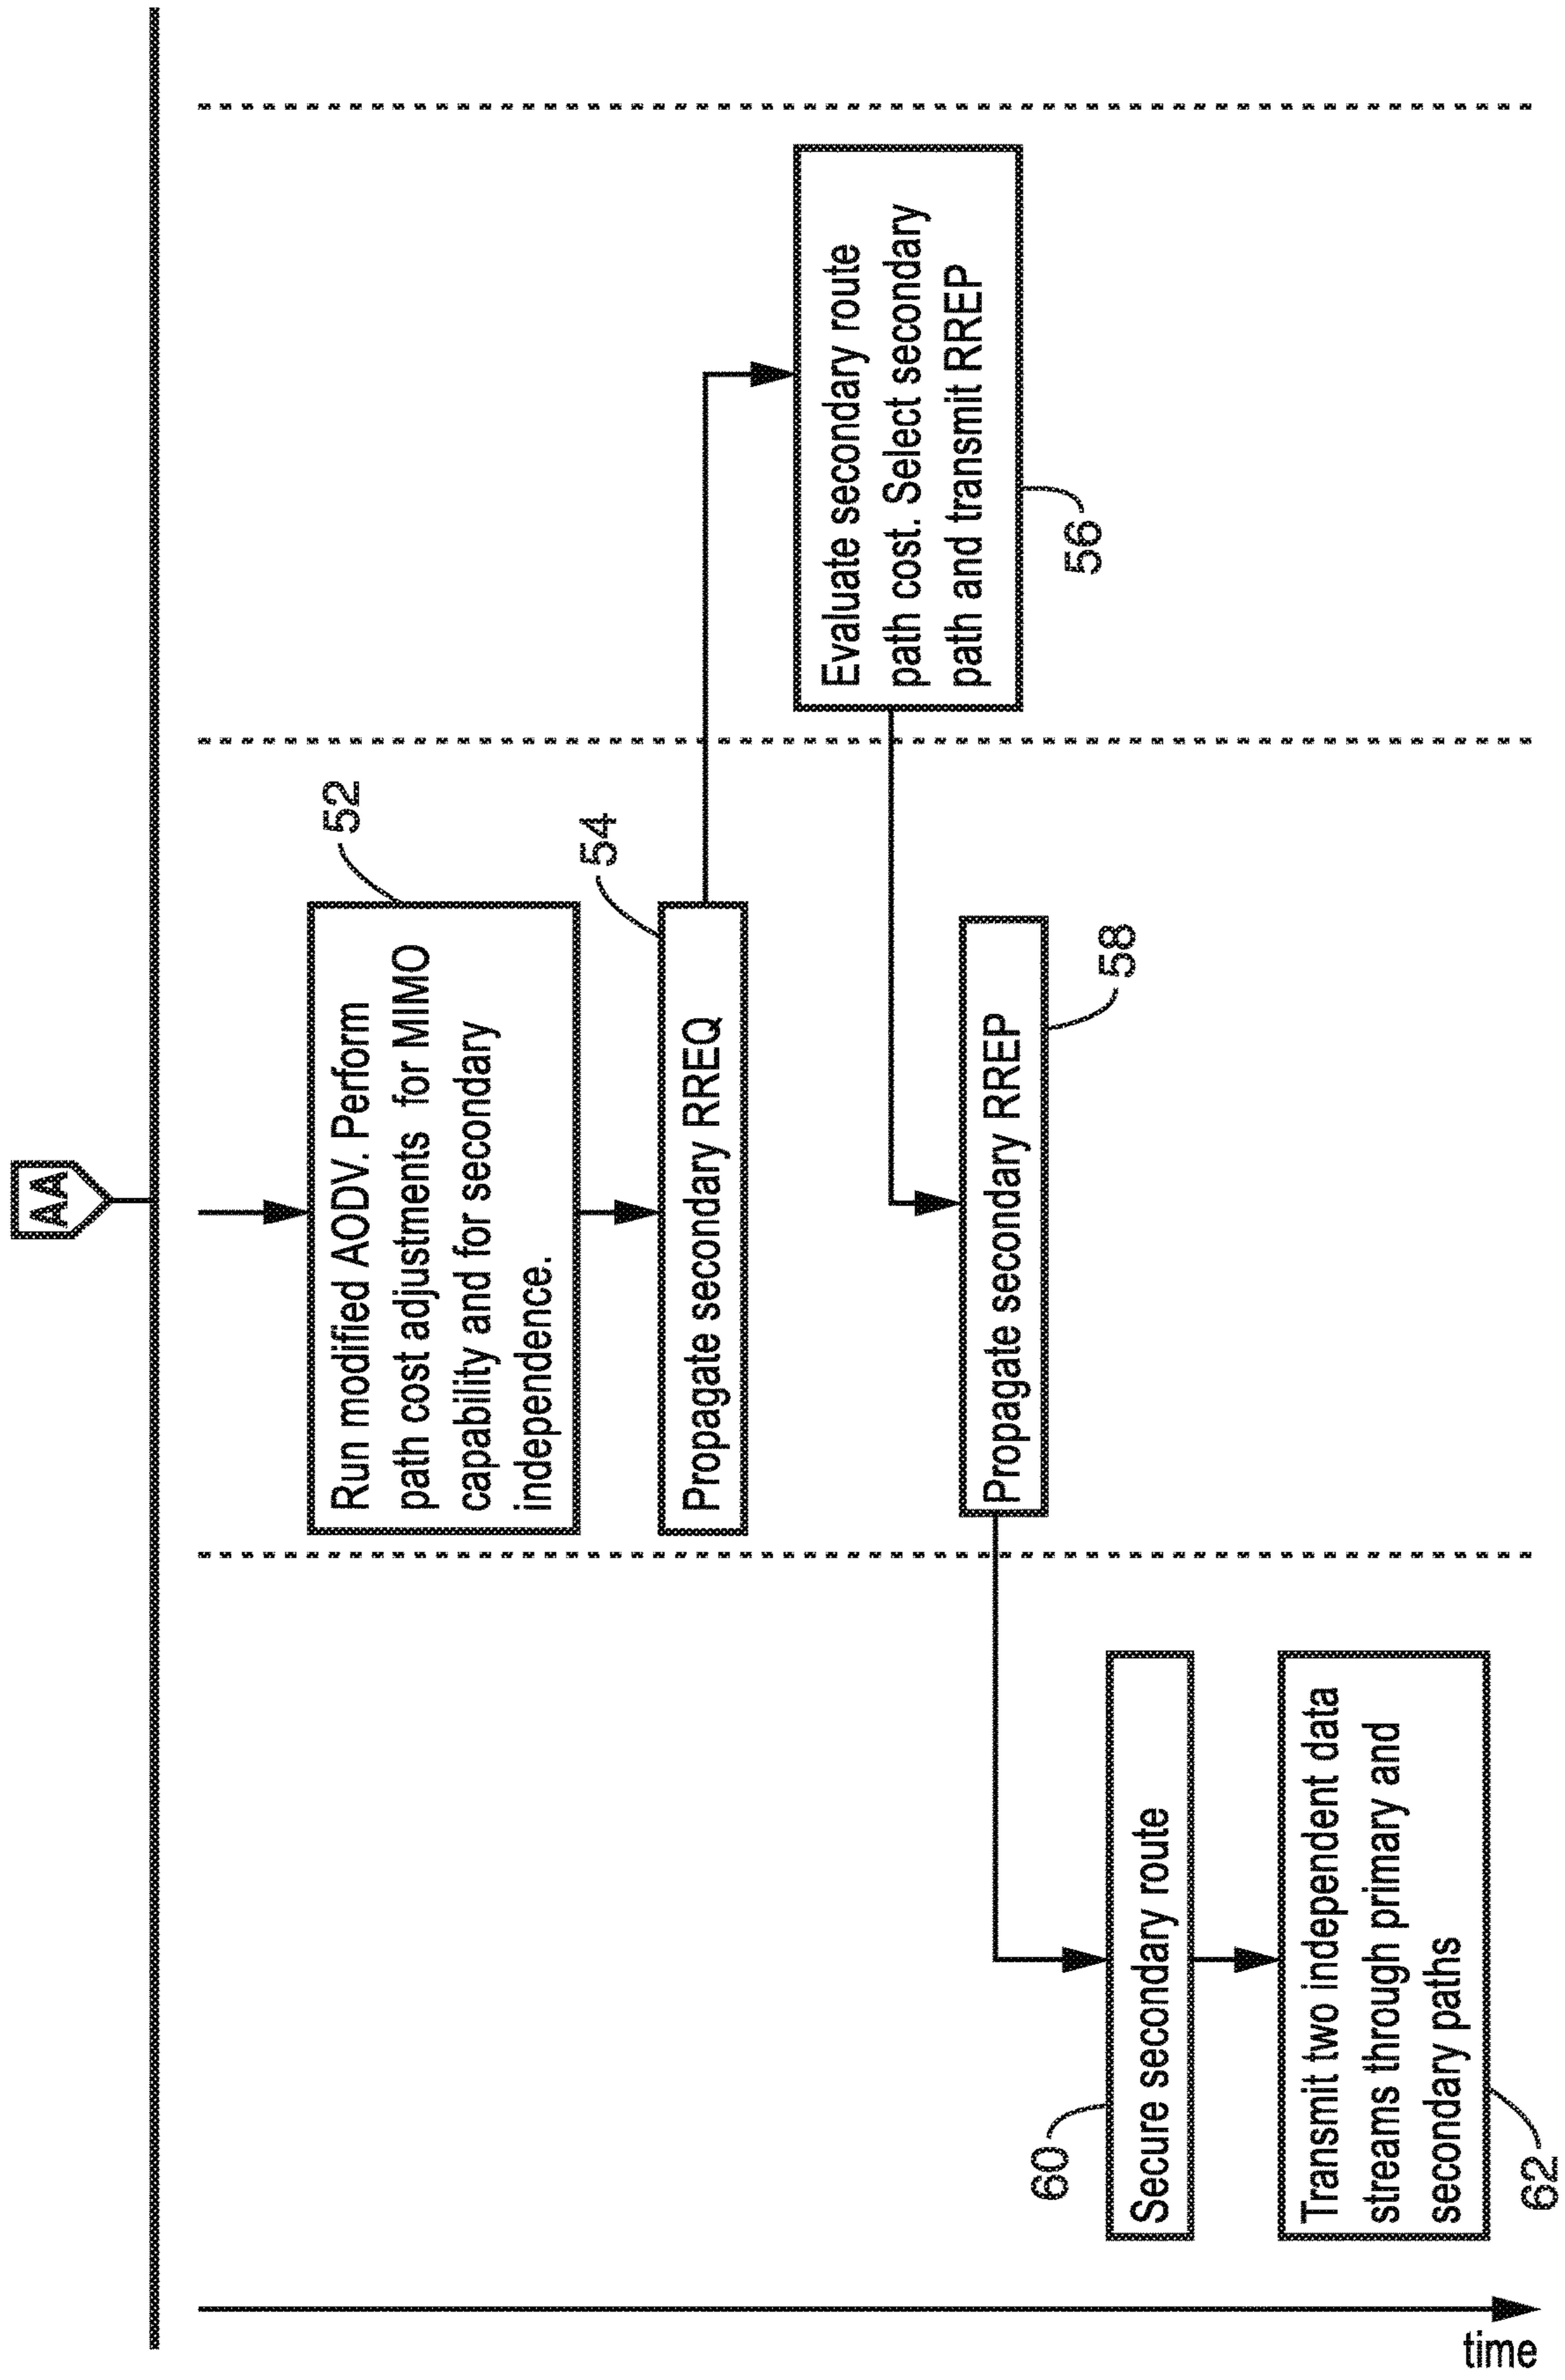 AA
Run modified AODV. Perform
path cost adjustments for MIMO
capability and for secondary
independence.
52
Propagate secondary RREQ
54
Evaluate secondary route
path cost. Select secondary
path and transmit RREP
56
Propagate secondary RREP
58
Secure secondary route
60
Transmit two independent data
streams through primary and
secondary paths
62
time